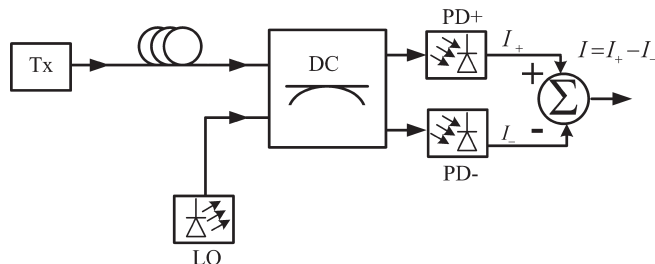 PD+
Tx
DC
I₊
I=I₊−I₋
+
Σ
-
I₋
PD-
LO